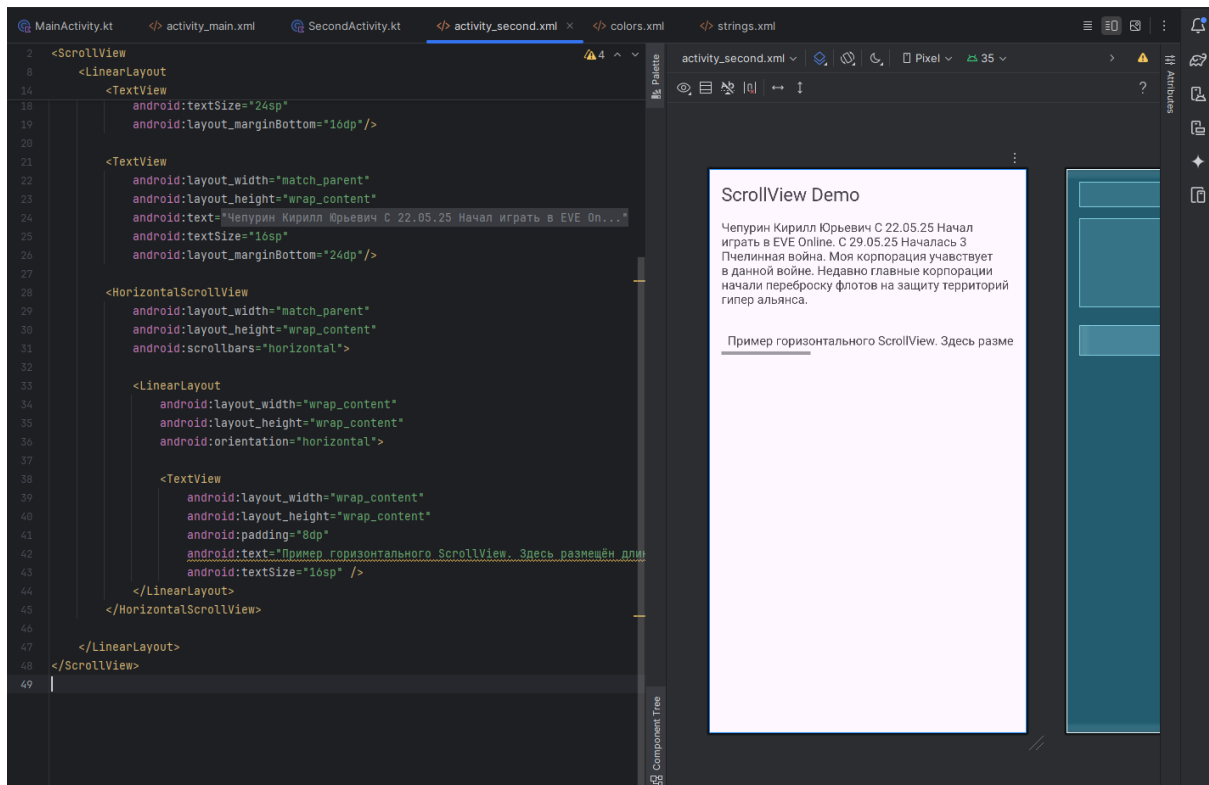 MainActivity.kt
</> activity_main.xml
SecondActivity.kt
</> activity_second.xml ×
</> colors.xml
</> strings.xml
2 <ScrollView
4
8 <LinearLayout
14 <TextView
18 android:textSize="24sp"
19 android:layout_marginBottom="16dp"/>
20
21 <TextView
22 android:layout_width="match_parent"
23 android:layout_height="wrap_content"
24 android:text="Чепурин Кирилл Юрьевич С 22.05.25 Начал играть в EVE On..."
25 android:textSize="16sp"
26 android:layout_marginBottom="24dp"/>
27
28 <HorizontalScrollView
29 android:layout_width="match_parent"
30 android:layout_height="wrap_content"
31 android:scrollbars="horizontal">
32
33 <LinearLayout
34 android:layout_width="wrap_content"
35 android:layout_height="wrap_content"
36 android:orientation="horizontal">
37
38 <TextView
39 android:layout_width="wrap_content"
40 android:layout_height="wrap_content"
41 android:padding="8dp"
42 android:text="Пример горизонтального ScrollView. Здесь размещён длин
43 android:textSize="16sp" />
44 </LinearLayout>
45 </HorizontalScrollView>
46
47 </LinearLayout>
48 </ScrollView>
49
Palette
Component Tree
activity_second.xml
Pixel
35
?
Attributes
ScrollView Demo
Чепурин Кирилл Юрьевич С 22.05.25 Начал
играть в EVE Online. С 29.05.25 Началась 3
Пчелинная война. Моя корпорация учавствует
в данной войне. Недавно главные корпорации
начали переброску флотов на защиту территорий
гипер альянса.
Пример горизонтального ScrollView. Здесь разме